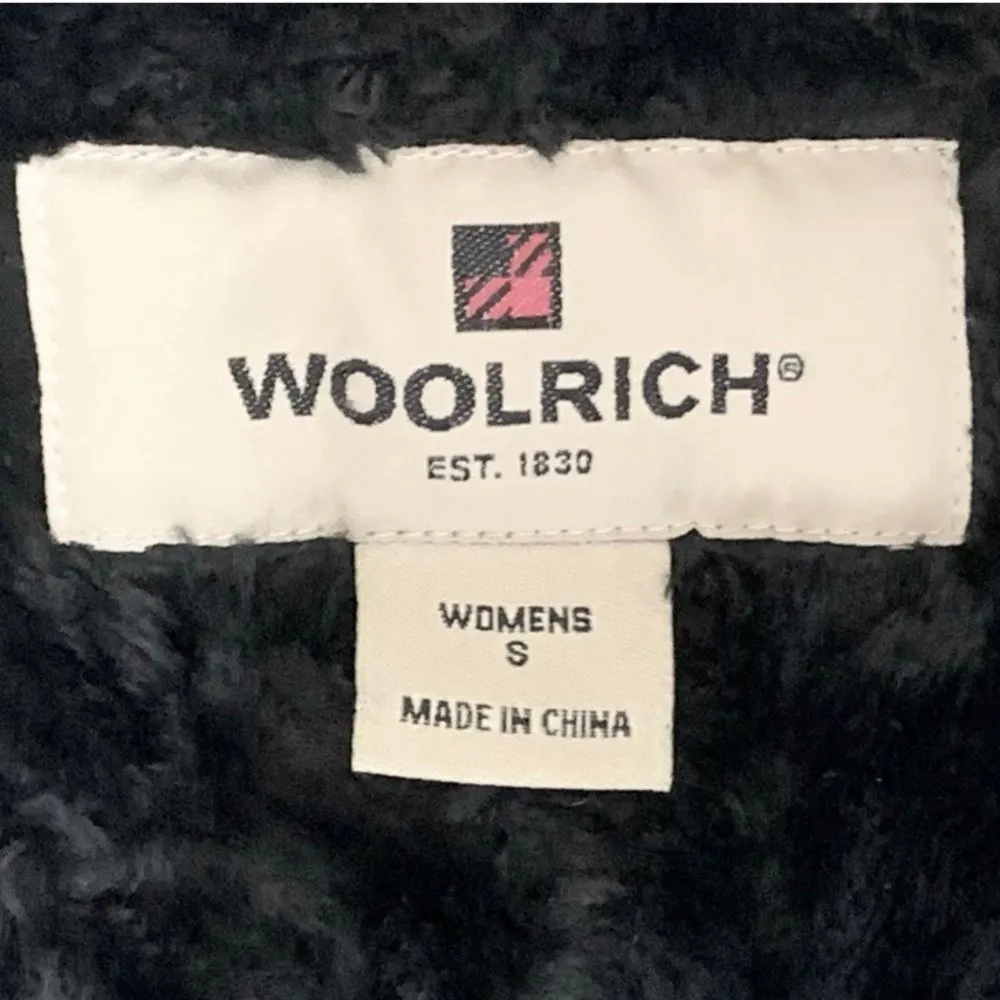 WOOLRICH®
EST. 1830
WOMENS
S
MADE IN CHINA